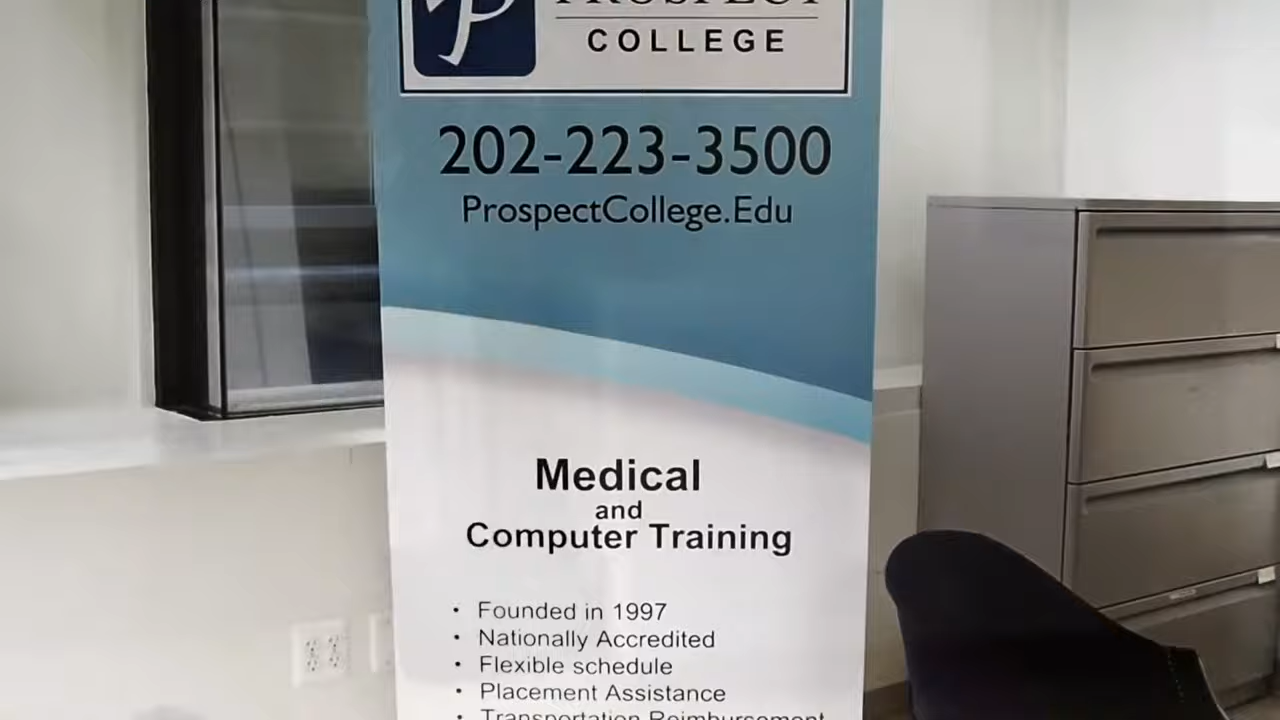 PROSPECT
COLLEGE
202-223-3500
ProspectCollege.Edu
Medical
and
Computer Training
• Founded in 1997
• Nationally Accredited
• Flexible schedule
• Placement Assistance
• Transportation Reimbursement